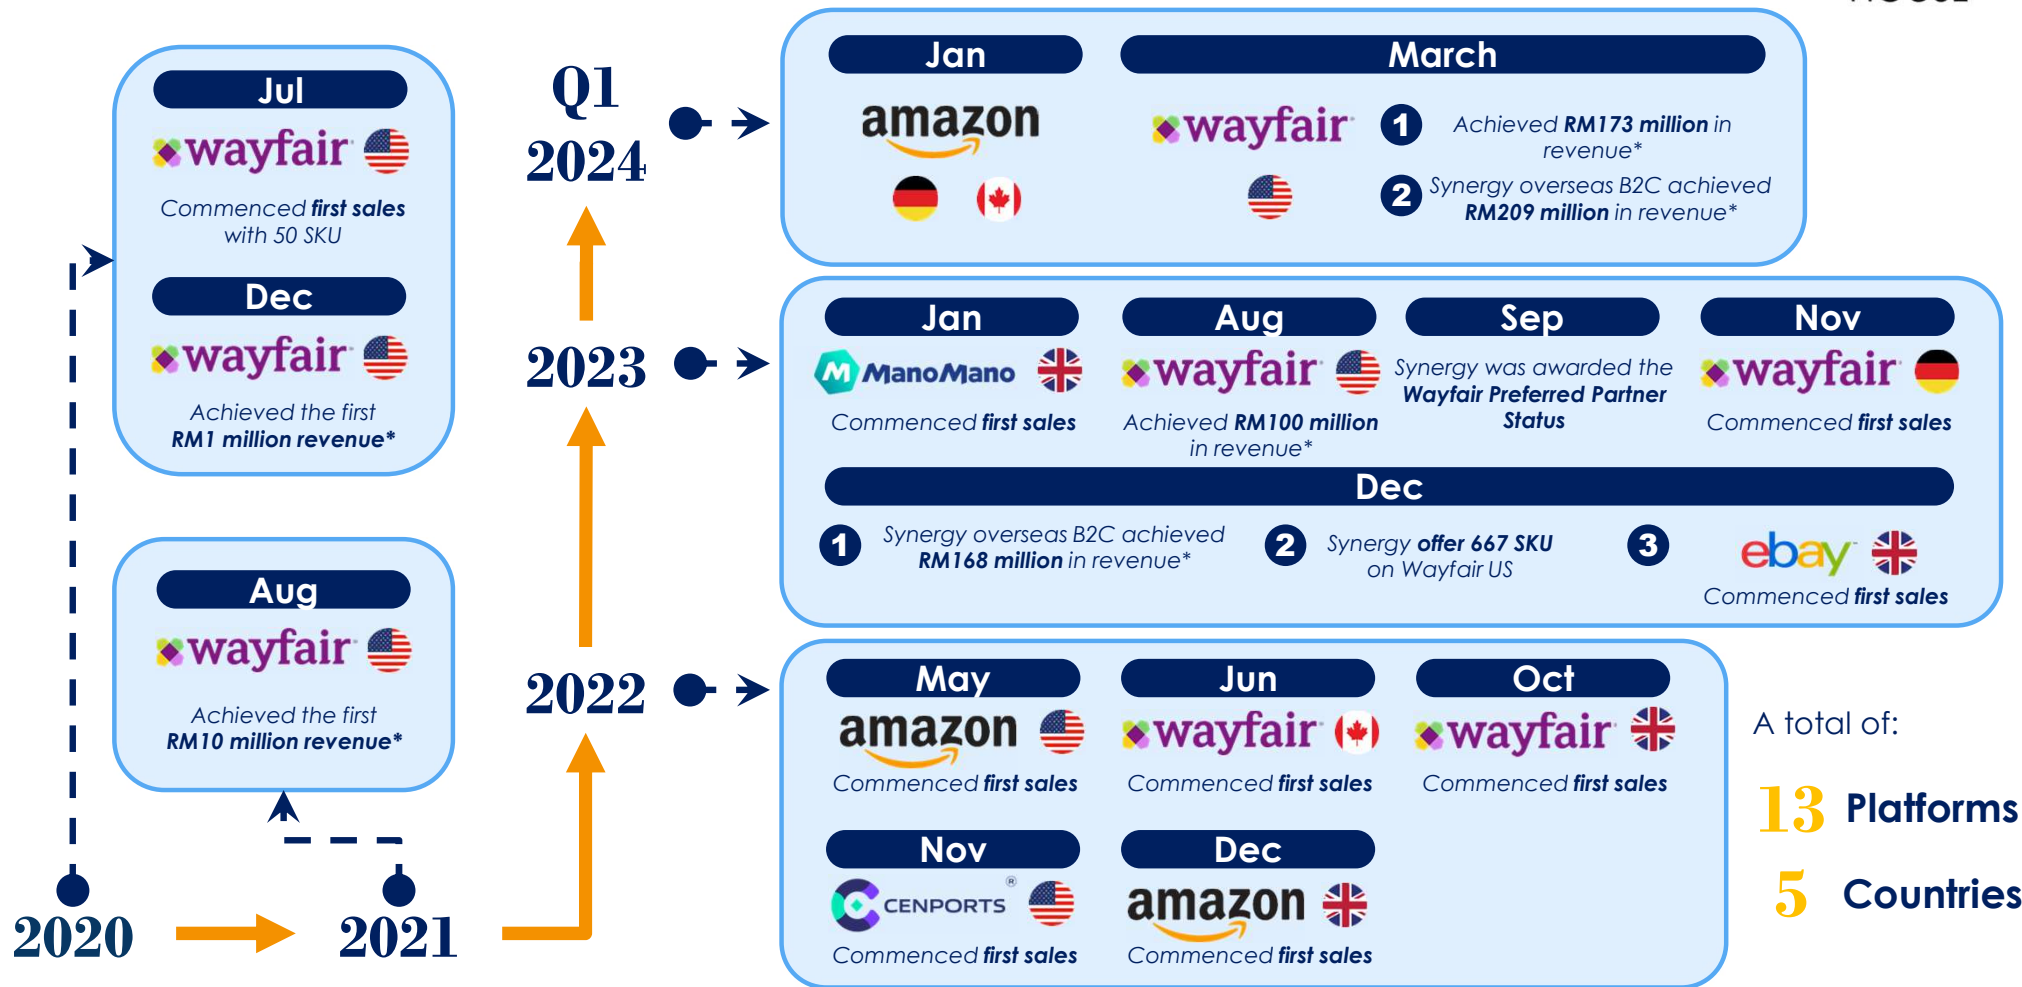 Jul
wayfair
Commenced first sales
with 50 SKU
Dec
wayfair
Achieved the first
RM1 million revenue*
Aug
wayfair
Achieved the first
RM10 million revenue*
2020
2021
Q1
2024
Jan
amazon
March
wayfair
1
Achieved RM173 million in
revenue*
2
Synergy overseas B2C achieved
RM209 million in revenue*
2023
Jan
ManoMano
Commenced first sales
Aug
wayfair
Achieved RM100 million
in revenue*
Sep
Synergy was awarded the
Wayfair Preferred Partner
Status
Nov
wayfair
Commenced first sales
Dec
1
Synergy overseas B2C achieved
RM168 million in revenue*
2
Synergy offer 667 SKU
on Wayfair US
3
ebay
Commenced first sales
2022
May
amazon
Commenced first sales
Jun
wayfair
Commenced first sales
Oct
wayfair
Commenced first sales
Nov
CENPORTS®
Commenced first sales
Dec
amazon
Commenced first sales
A total of:
13 Platforms
5 Countries